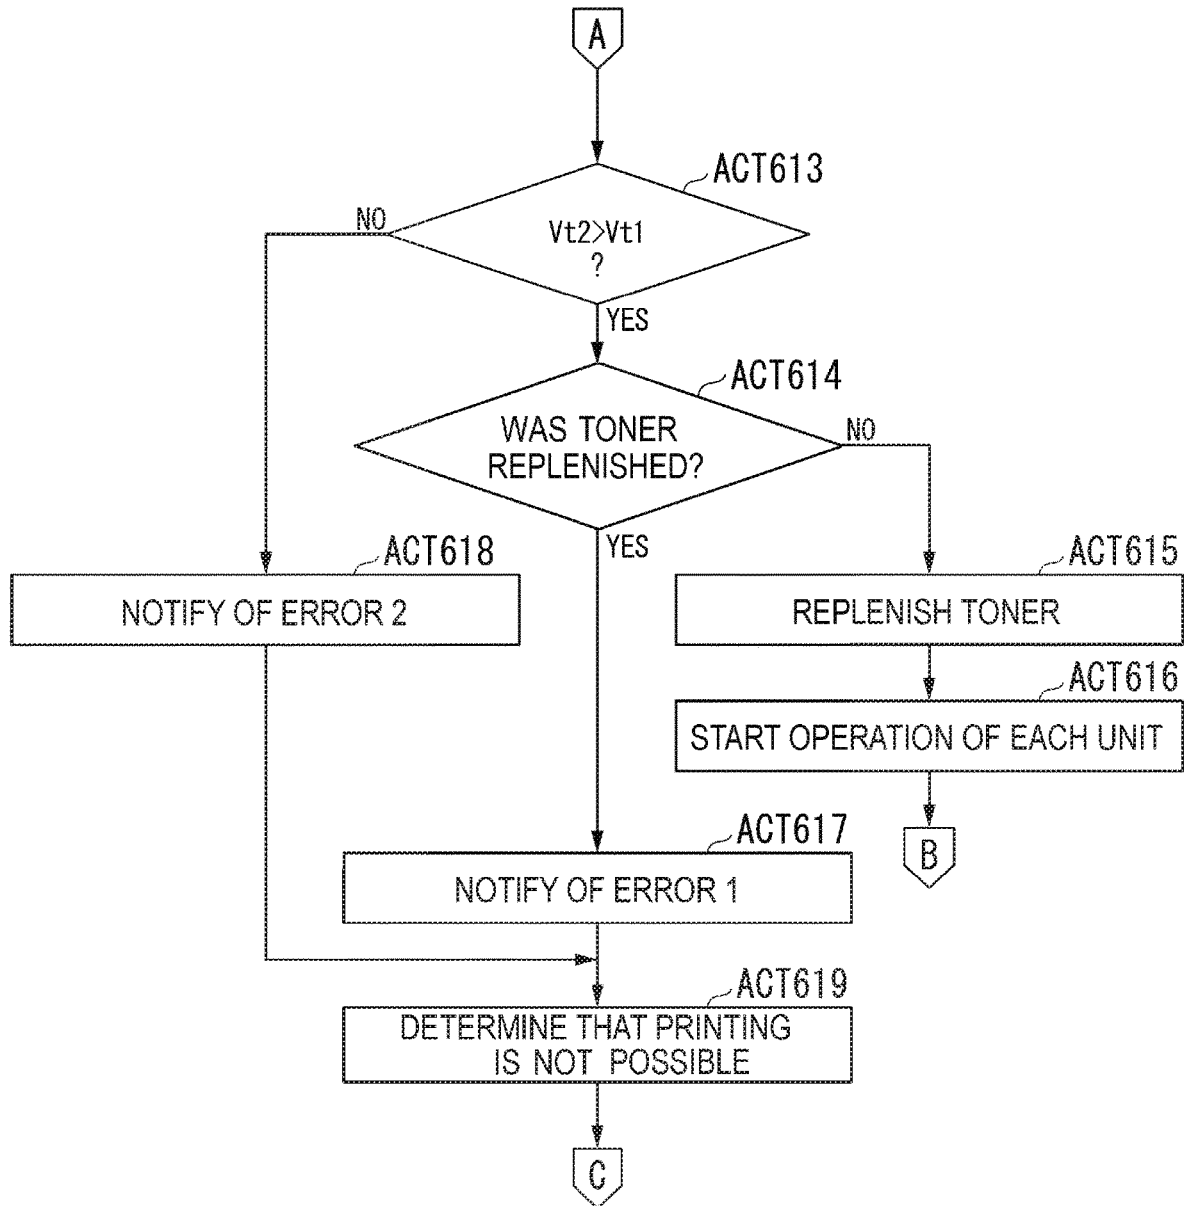 A
ACT613
NO
Vt2>Vt1
?
YES
ACT614
WAS TONER
REPLENISHED?
NO
YES
ACT618
NOTIFY OF ERROR 2
ACT615
REPLENISH TONER
ACT616
START OPERATION OF EACH UNIT
B
ACT617
NOTIFY OF ERROR 1
ACT619
DETERMINE THAT PRINTING
IS NOT POSSIBLE
C